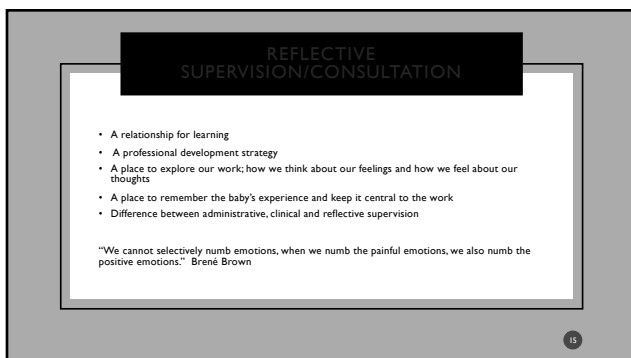 REFLECTIVE
SUPERVISION/CONSULTATION
• A relationship for learning
• A professional development strategy
• A place to explore our work; how we think about our feelings and how we feel about our
thoughts
• A place to remember the baby's experience and keep it central to the work
• Difference between administrative, clinical and reflective supervision
"We cannot selectively numb emotions, when we numb the painful emotions, we also numb the
positive emotions." Brené Brown
15